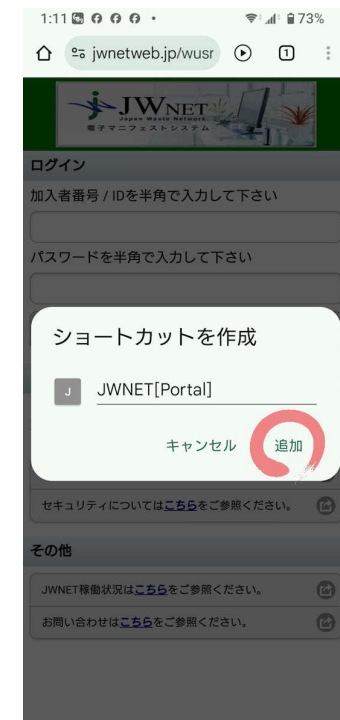 1:11
73%
jwnetweb.jp/wusr
1
JWNET
Japan Waste Network
電子マニフェストシステム
ログイン
加入者番号 / IDを半角で入力して下さい
パスワードを半角で入力して下さい
ショートカットを作成
J
JWNET[Portal]
キャンセル
追加
セキュリティについてはこちらをご参照ください。
その他
JWNET稼働状況はこちらをご参照ください。
お問い合わせはこちらをご参照ください。